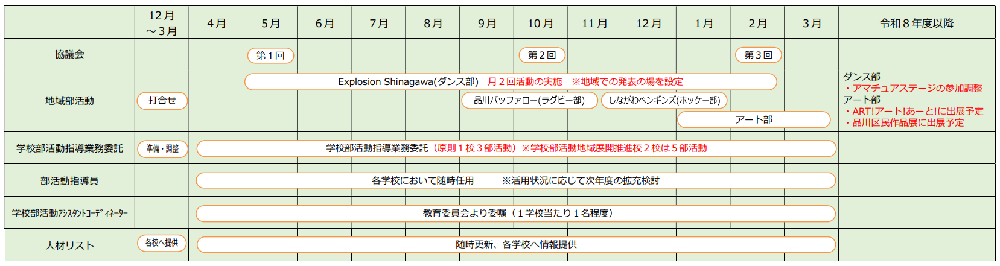 12月
～３月
４月
５月
６月
７月
８月
９月
10月
11月
12月
１月
２月
３月
令和８年度以降
協議会
第１回
第２回
第３回
地域部活動
打合せ
Explosion Shinagawa(ダンス部)　月２回活動の実施　※地域での発表の場を設定
品川バッファロー(ラグビー部)
しながわペンギンズ(ホッケー部)
アート部
ダンス部
・アマチュアステージの参加調整
アート部
・ART!アート!あーと!に出展予定
・品川区民作品展に出展予定
学校部活動指導業務委託
準備・調整
学校部活動指導業務委託（原則１校３部活動）※学校部活動地域展開推進校２校は５部活動
部活動指導員
各学校において随時任用　　　※活用状況に応じて次年度の拡充検討
学校部活動ｱｼｽﾀﾝﾄｺｰﾃﾞｨﾈｰﾀｰ
教育委員会より委嘱（１学校当たり１名程度）
人材リスト
各校へ提供
随時更新、各学校へ情報提供